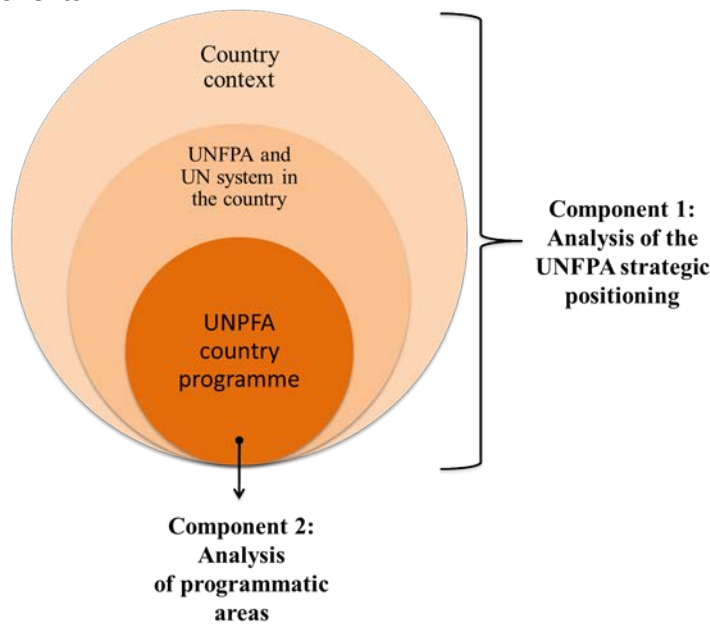 Country
context
UNFPA and
UN system in
the country
UNPFA
country
programme
Component 1:
Analysis of the
UNFPA strategic
positioning
Component 2:
Analysis
of programmatic
areas